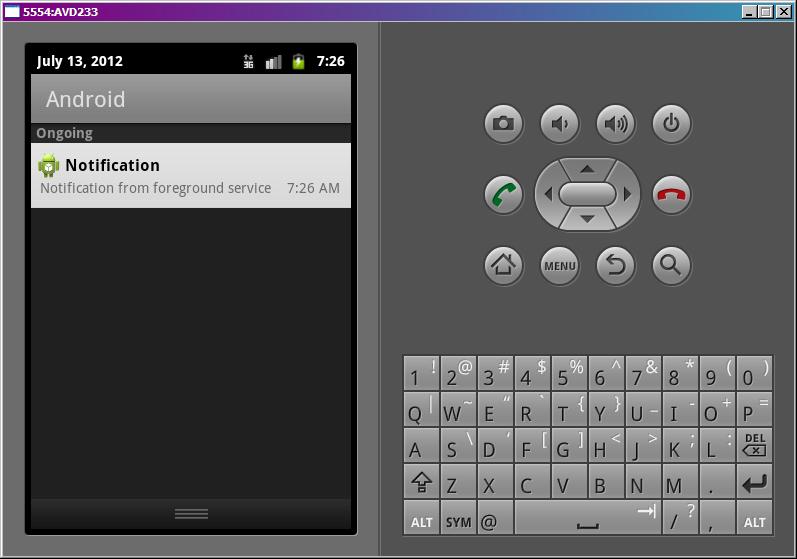 5554:AVD233
July 13, 2012 3G 7:26
Android
Ongoing
Notification
Notification from foreground service 7:26 AM
MENU
1 ! 2 @ 3 # 4 $ 5 % 6 ^ 7 & 8 * 9 ( 0 )
Q | W ~ E “ R ` T { Y } U _ I - O + P =
A S \ D ‘ F [ G ] H < J > K ; L : DEL
Z X C V B N M .
ALT SYM @ / ? , ALT